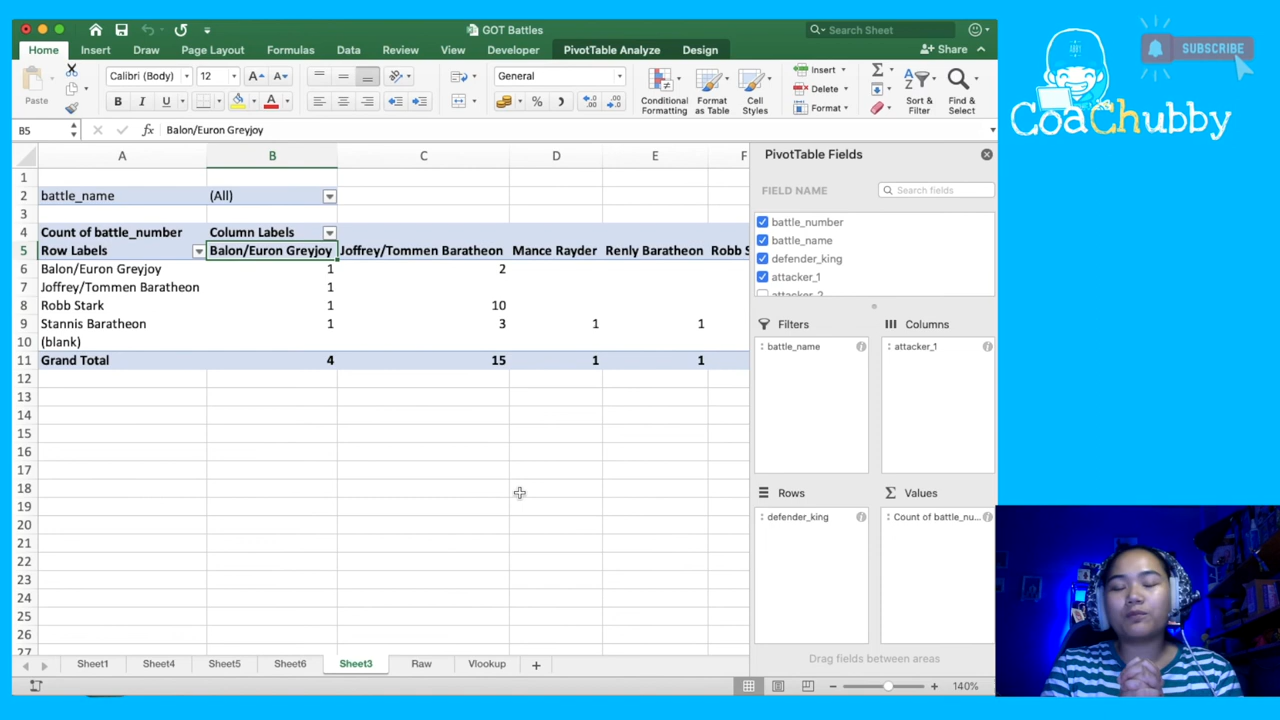 GOT Battles
Search Sheet
Home Insert Draw Page Layout Formulas Data Review View Developer PivotTable Analyze Design Share
Paste
Calibri (Body) 12
General
Conditional Formatting
Format as Table
Cell Styles
Insert
Delete
Format
Sort & Filter
Find & Select
B5 fx Balon/Euron Greyjoy
A B C D E F
1
2 battle_name (All)
3
4 Count of battle_number Column Labels
5 Row Labels Balon/Euron Greyjoy Joffrey/Tommen Baratheon Mance Rayder Renly Baratheon Robb S
6 Balon/Euron Greyjoy 1 2
7 Joffrey/Tommen Baratheon 1
8 Robb Stark 1 10
9 Stannis Baratheon 1 3 1 1
10 (blank)
11 Grand Total 4 15 1 1
12
13
14
15
16
17
18
19
20
21
22
23
24
25
26
27
Sheet1 Sheet4 Sheet5 Sheet6 Sheet3 Raw Vlookup
140%
PivotTable Fields
FIELD NAME Search fields
battle_number
battle_name
defender_king
attacker_1
attacker_2
Filters
battle_name
Columns
attacker_1
Rows
defender_king
Values
Count of battle_nu...
Drag fields between areas
SUBSCRIBE
CoaChubby